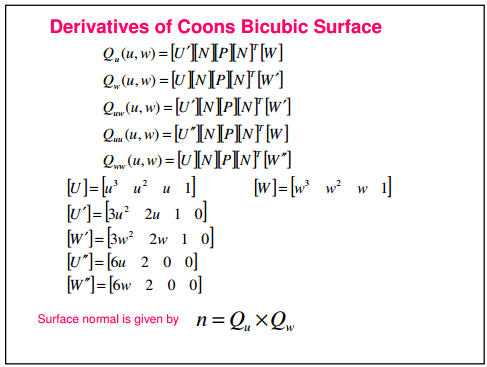 Derivatives of Coons Bicubic Surface
Q_u (u, w) = [U′][N][P][N]^T [W]
Q_w (u, w) = [U][N][P][N]^T [W′]
Q_uw (u, w) = [U′][N][P][N]^T [W′]
Q_uu (u, w) = [U″][N][P][N]^T [W]
Q_ww (u, w) = [U][N][P][N]^T [W″]
[U] = [u³ u² u 1] [W] = [w³ w² w 1]
[U′] = [3u² 2u 1 0]
[W′] = [3w² 2w 1 0]
[U″] = [6u 2 0 0]
[W″] = [6w 2 0 0]
Surface normal is given by n = Q_u × Q_w